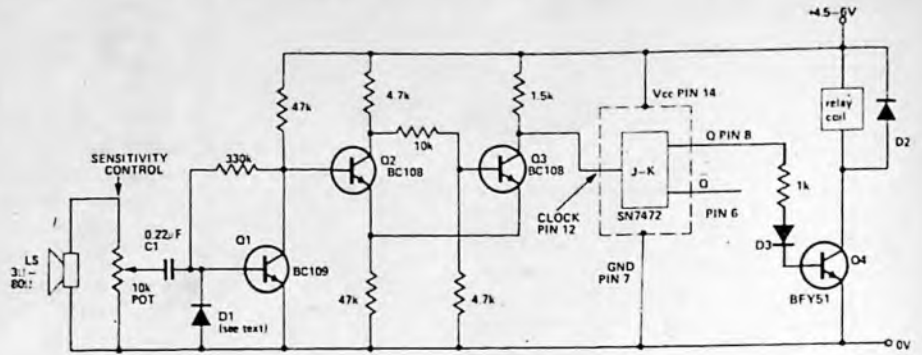 +4.5–6V
47k
4.7k
1.5k
Vcc PIN 14
relay
coil
D2
SENSITIVITY
CONTROL
330k
10k
Q2
BC108
Q3
BC108
J–K
SN7472
Q PIN 8
Q̅
PIN 6
1k
CLOCK
PIN 12
0.22µF
C1
Q1
BC109
LS
80Ω
10k
POT
D1
(see text)
47k
4.7k
GND
PIN 7
D3
Q4
BFY51
0V